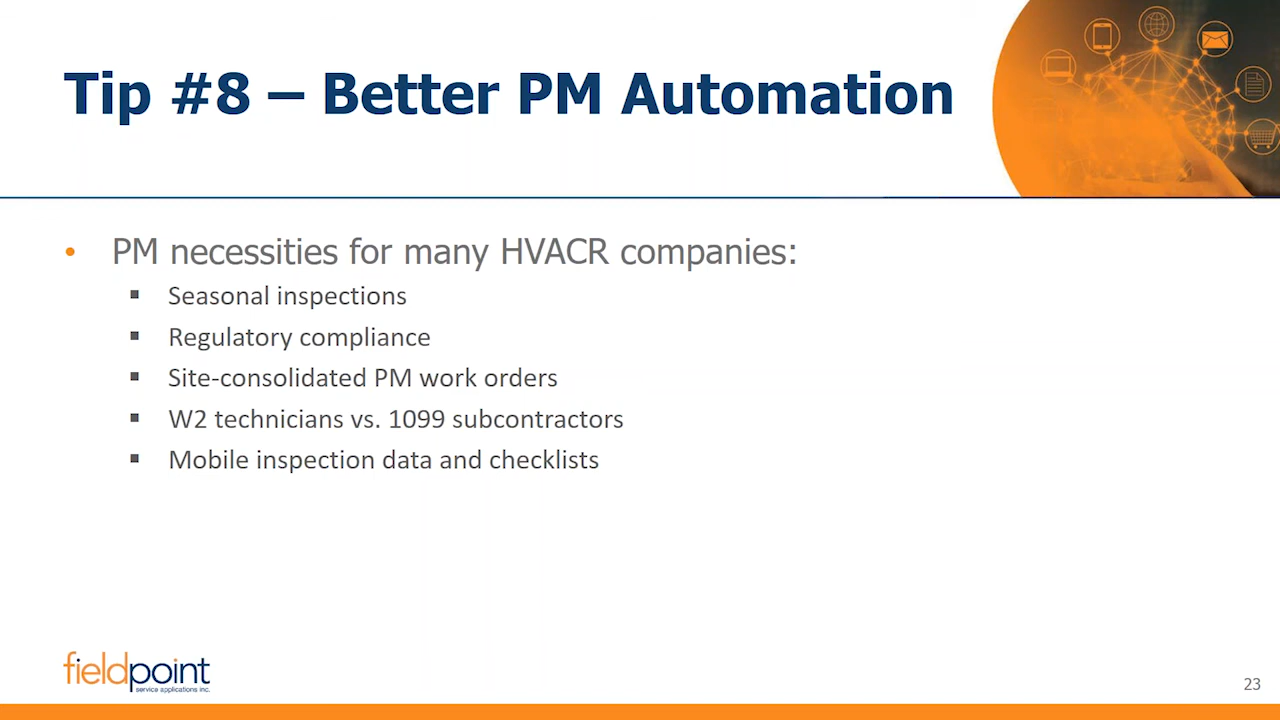 Tip #8 – Better PM Automation
• PM necessities for many HVACR companies:
▪ Seasonal inspections
▪ Regulatory compliance
▪ Site-consolidated PM work orders
▪ W2 technicians vs. 1099 subcontractors
▪ Mobile inspection data and checklists
fieldpoint
service applications inc.
23